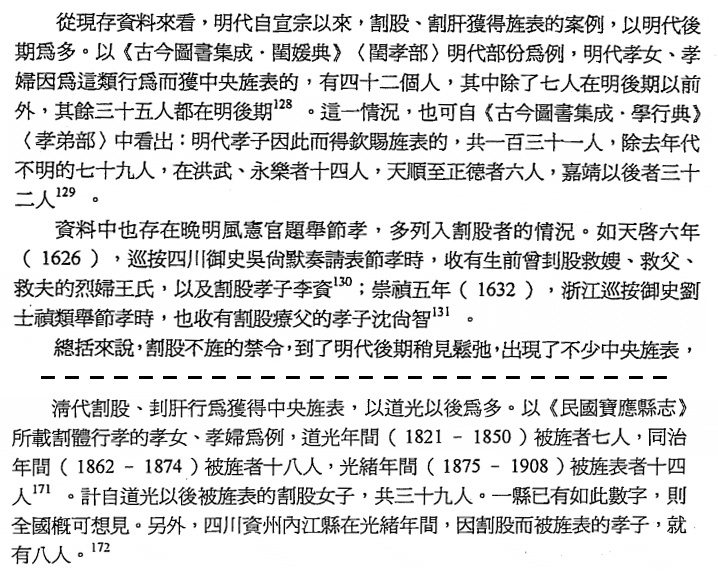 從現存資料來看，明代自宣宗以來，割股、割肝獲得旌表的案例，以明代後
期爲多。以《古今圖書集成·閨媛典》〈閨孝部〉明代部份爲例，明代孝女、孝
婦因爲這類行爲而獲中央旌表的，有四十二個人，其中除了七人在明後期以前
外，其餘三十五人都在明後期128 。這一情況，也可自《古今圖書集成·學行典》
〈孝弟部〉中看出：明代孝子因此而得欽賜旌表的，共一百三十一人，除去年代
不明的七十九人，在洪武、永樂者十四人，天順至正德者六人，嘉靖以後者三十
二人129 。
資料中也存在晚明風憲官題舉節孝，多列入割股者的情況。如天啓六年
（ 1626 ），巡按四川御史吳尙默奏請表節孝時，收有生前曾刲股救嫂、救父、
救夫的烈婦王氏，以及割股孝子李資130；崇禎五年（ 1632 ），浙江巡按御史劉
士禎類舉節孝時，也收有割股療父的孝子沈尙智131 。
總括來說，割股不旌的禁令，到了明代後期稍見鬆弛，出現了不少中央旌表，
清代割股、刲肝行爲獲得中央旌表，以道光以後爲多。以《民國寶應縣志》
所載割體行孝的孝女、孝婦爲例，道光年間（ 1821 － 1850 ）被旌者七人，同治
年間（ 1862 － 1874 ）被旌者十八人，光緒年間（ 1875 － 1908 ）被旌表者十四
人171 。計自道光以後被旌表的割股女子，共三十九人。一縣已有如此數字，則
全國概可想見。另外，四川資州內江縣在光緒年間，因割股而被旌表的孝子，就
有八人。172